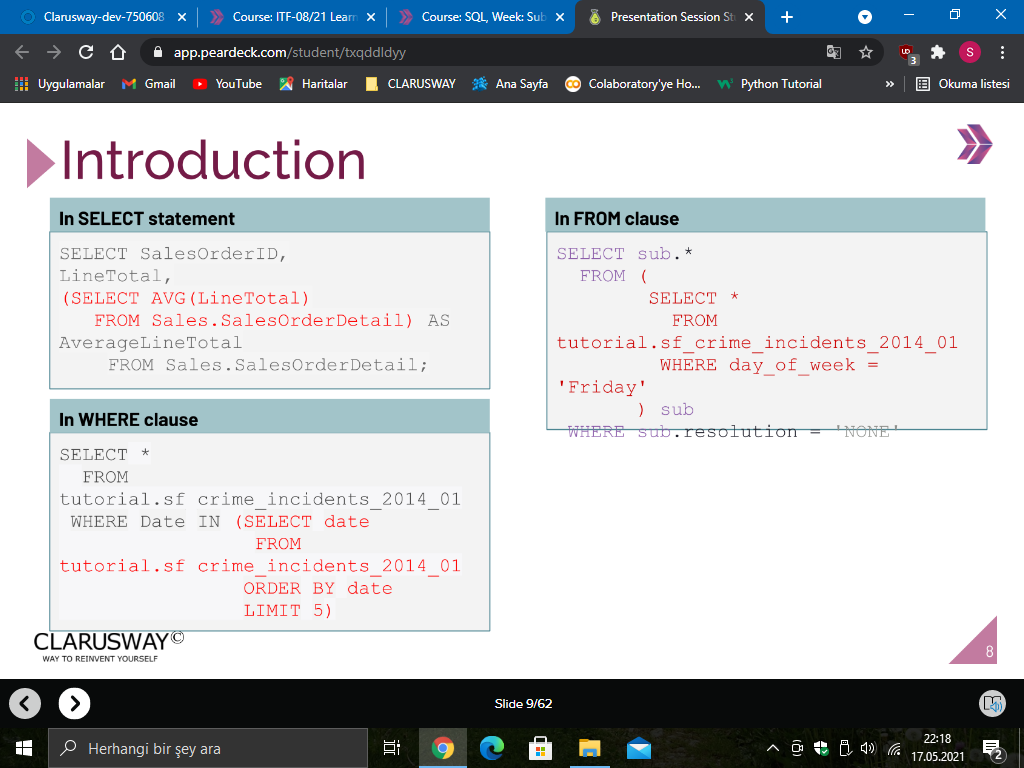 Clarusway-dev-750608
Course: ITF-08/21 Learn
Course: SQL, Week: Sub
Presentation Session St
app.peardeck.com/student/txqddldyy
3
S
Uygulamalar
Gmail
YouTube
Haritalar
CLARUSWAY
Ana Sayfa
Colaboratory'ye Ho...
Python Tutorial
»
Okuma listesi
Introduction
In SELECT statement
SELECT SalesOrderID,
LineTotal,
(SELECT AVG(LineTotal)
FROM Sales.SalesOrderDetail) AS
AverageLineTotal
FROM Sales.SalesOrderDetail;
In WHERE clause
SELECT *
FROM
tutorial.sf_crime_incidents_2014_01
WHERE Date IN (SELECT date
FROM
tutorial.sf_crime_incidents_2014_01
ORDER BY date
LIMIT 5)
In FROM clause
SELECT sub.*
FROM (
SELECT *
FROM
tutorial.sf_crime_incidents_2014_01
WHERE day_of_week =
'Friday'
) sub
WHERE sub.resolution = 'NONE'
CLARUSWAY©
WAY TO REINVENT YOURSELF
8
Slide 9/62
Herhangi bir şey ara
22:18
17.05.2021
2